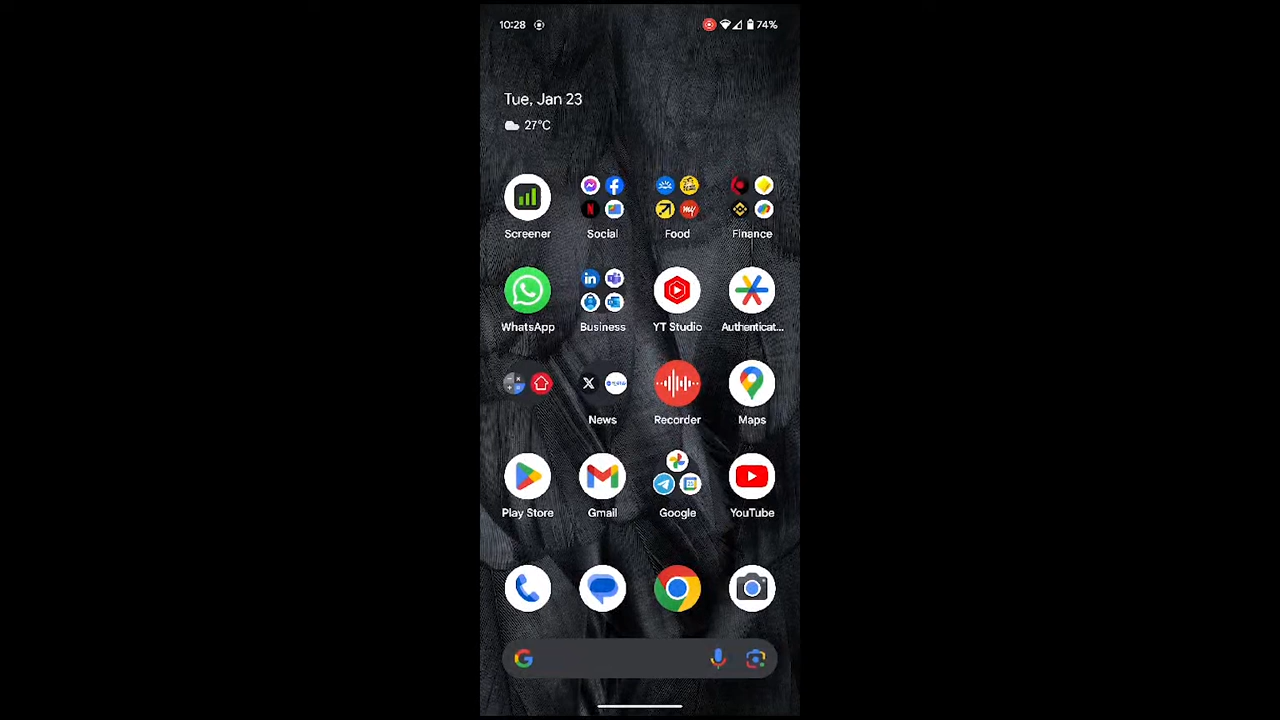 10:28 74%
Tue, Jan 23
27°C
Screener Social Food Finance
WhatsApp Business YT Studio Authenticat...
News Recorder Maps
Play Store Gmail Google YouTube